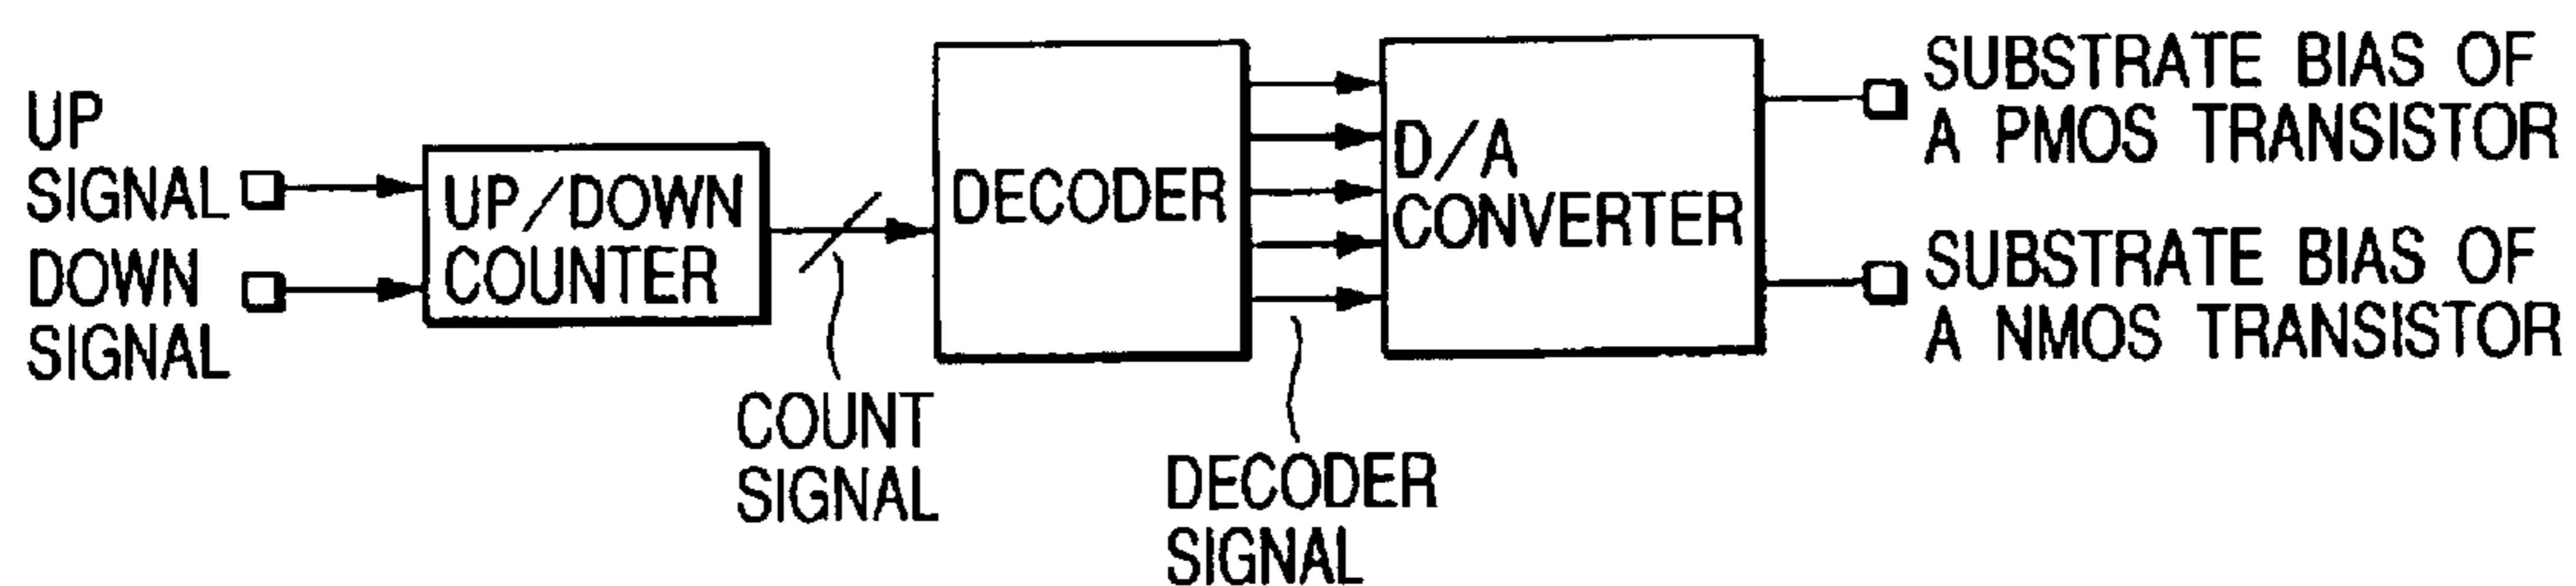 UP
SIGNAL
DOWN
SIGNAL
UP/DOWN
COUNTER
COUNT
SIGNAL
DECODER
DECODER
SIGNAL
D/A
CONVERTER
SUBSTRATE BIAS OF
A PMOS TRANSISTOR
SUBSTRATE BIAS OF
A NMOS TRANSISTOR